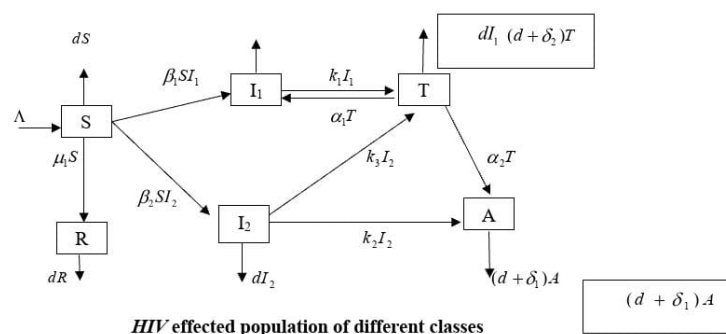 dS
dI₁ (d + δ₂)T
β₁SI₁
I₁
k₁I₁
T
Λ
S
α₁T
μ₁S
k₃I₂
α₂T
β₂SI₂
R
I₂
A
k₂I₂
dR
dI₂
(d + δ₁)A
(d + δ₁)A
HIV effected population of different classes